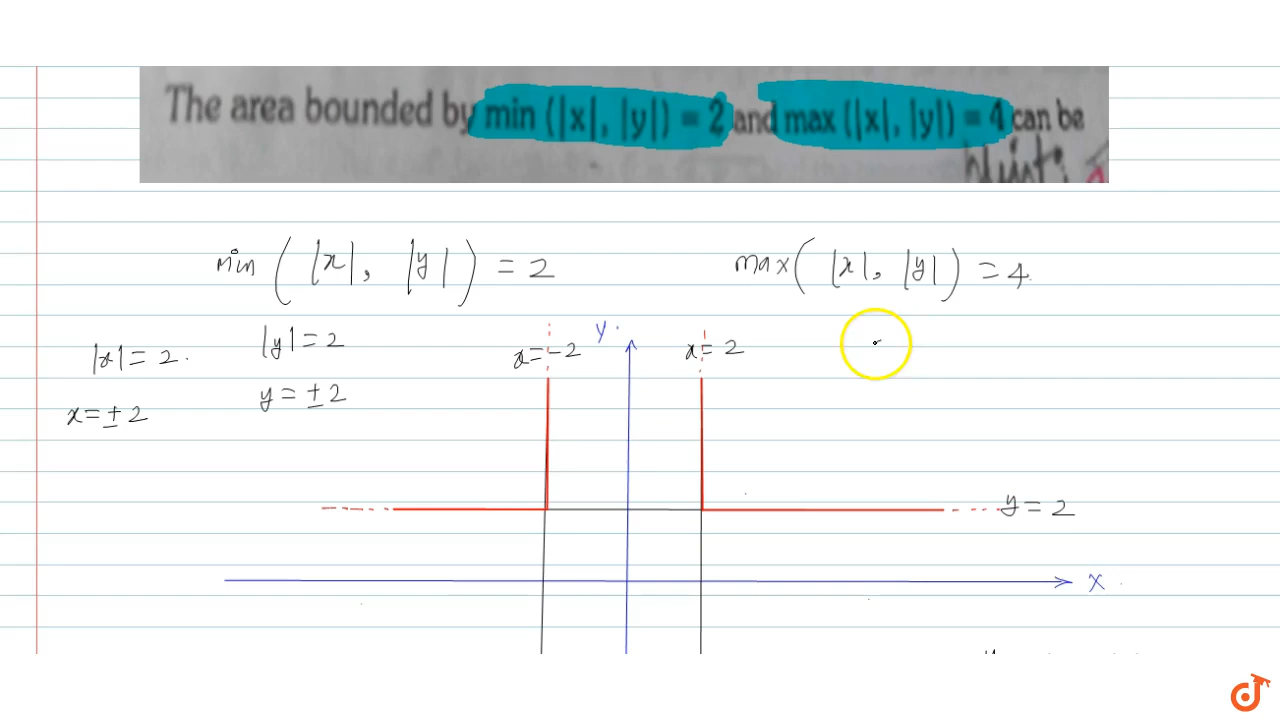 The area bounded by min (|x|, |y|) = 2 and max (|x|, |y|) = 4 can be
min ( |x|, |y| ) = 2
max ( |x|, |y| ) = 4
|x| = 2.
|y| = 2
x = ± 2
y = ± 2
x = -2
y
x = 2
y = 2
x